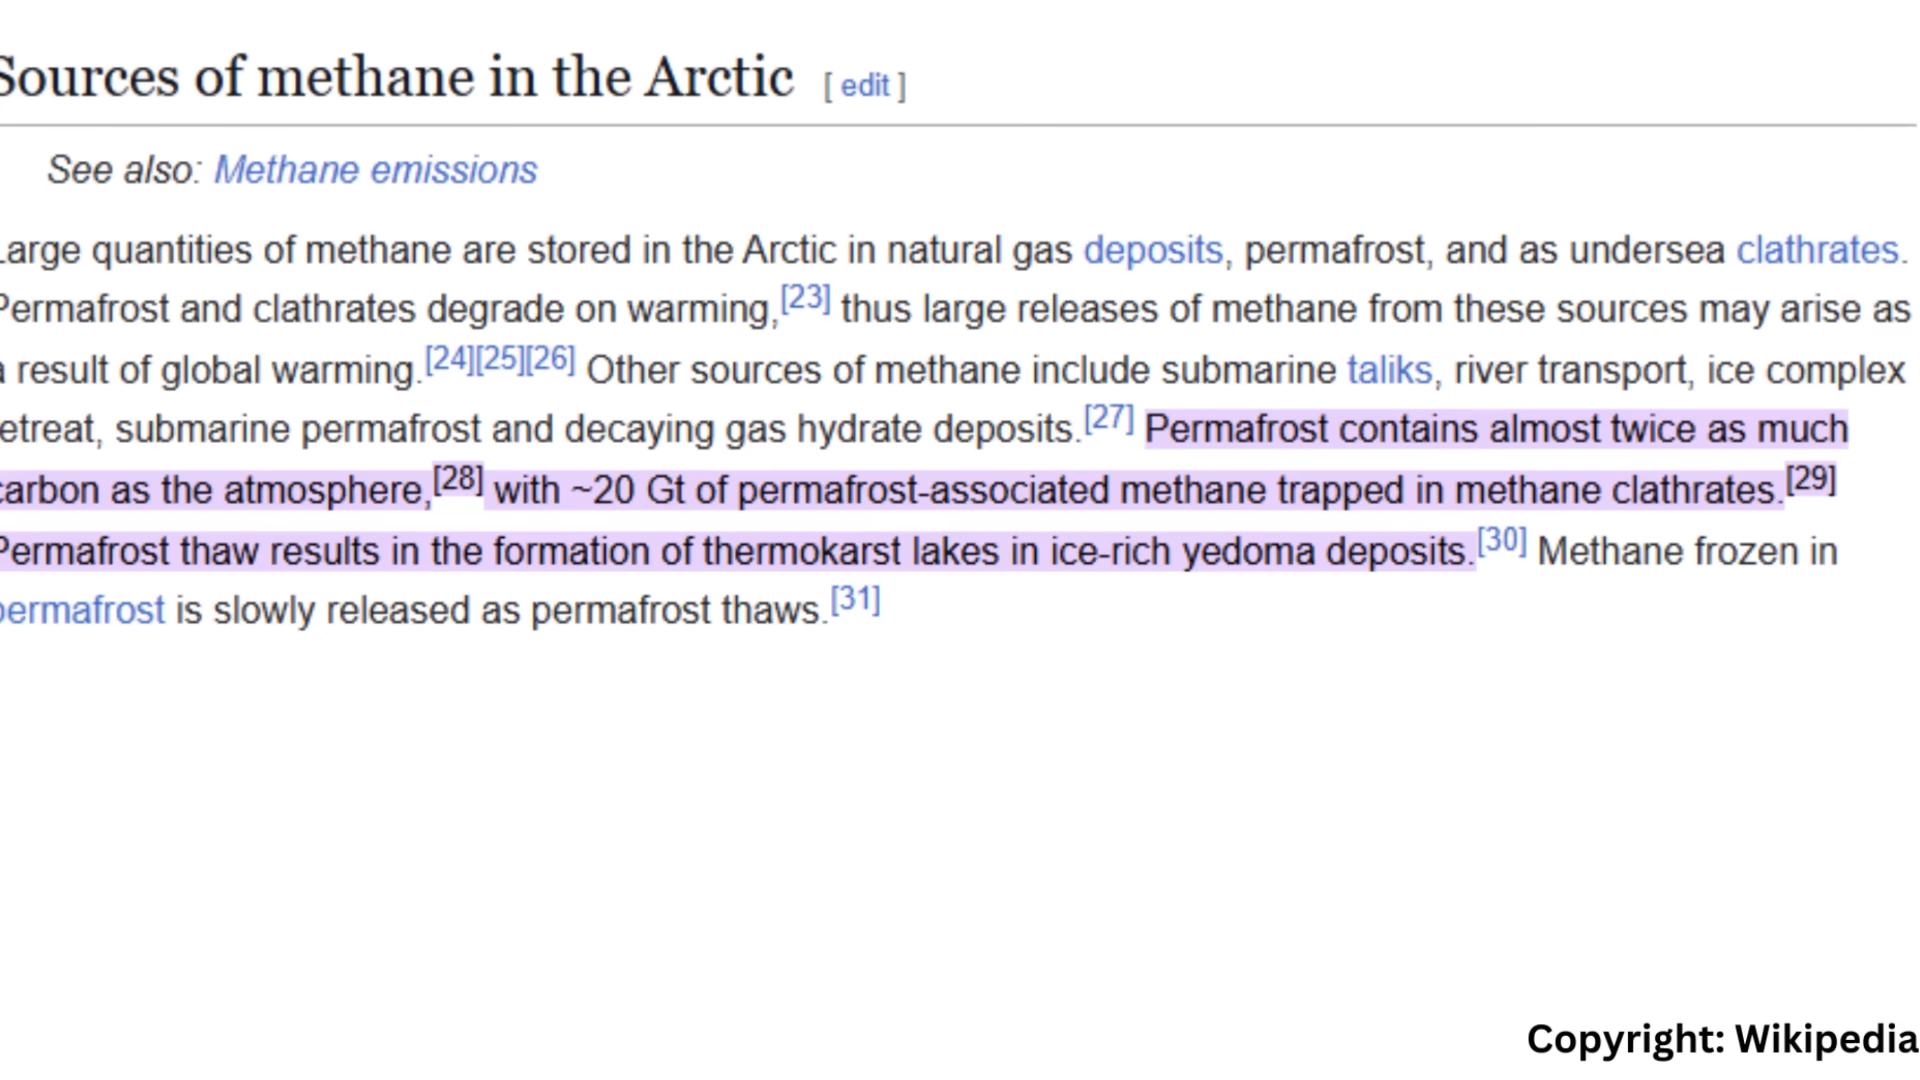 Sources of methane in the Arctic [ edit ]
See also: Methane emissions
Large quantities of methane are stored in the Arctic in natural gas deposits, permafrost, and as undersea clathrates.
Permafrost and clathrates degrade on warming,[23] thus large releases of methane from these sources may arise as
a result of global warming.[24][25][26] Other sources of methane include submarine taliks, river transport, ice complex
retreat, submarine permafrost and decaying gas hydrate deposits.[27] Permafrost contains almost twice as much
carbon as the atmosphere,[28] with ~20 Gt of permafrost-associated methane trapped in methane clathrates.[29]
Permafrost thaw results in the formation of thermokarst lakes in ice-rich yedoma deposits.[30] Methane frozen in
permafrost is slowly released as permafrost thaws.[31]
Copyright: Wikipedia